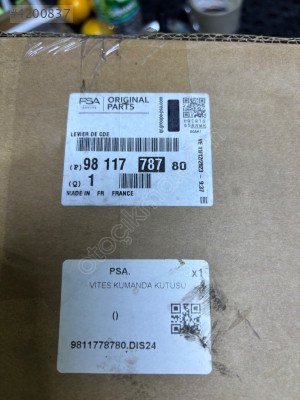 #1200837
PSA
ORIGINAL
PARTS
LEVIER DE CDE
(P) 98 117 787 80
(Q) 1
MADE IN FR FRANCE
PSA.
x1
VITES KUMANDA KUTUSU
()
9811778780.DIS24